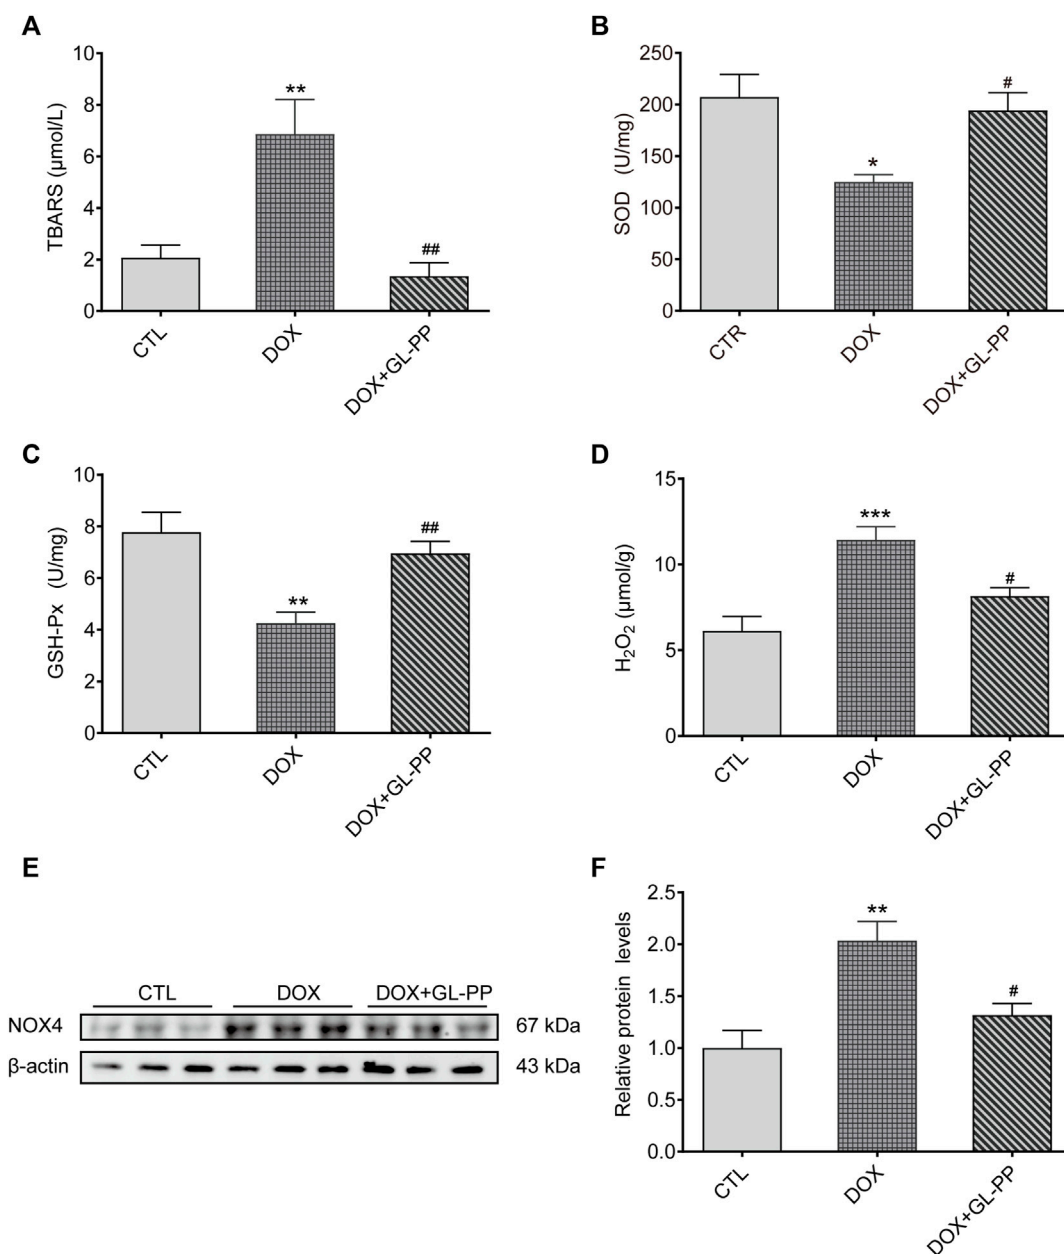 A
TBARS (μmol/L)
10
8
6
4
2
0
**
##
CTL
DOX
DOX+GL-PP
B
SOD (U/mg)
250
200
150
100
50
0
*
#
CTR
DOX
DOX+GL-PP
C
GSH-Px (U/mg)
10
8
6
4
2
0
**
##
CTL
DOX
DOX+GL-PP
D
H₂O₂ (μmol/g)
15
10
5
0
***
#
CTL
DOX
DOX+GL-PP
E
CTL DOX DOX+GL-PP
NOX4 67 kDa
β-actin 43 kDa
F
Relative protein levels
2.5
2.0
1.5
1.0
0.5
0.0
**
#
CTL
DOX
DOX+GL-PP